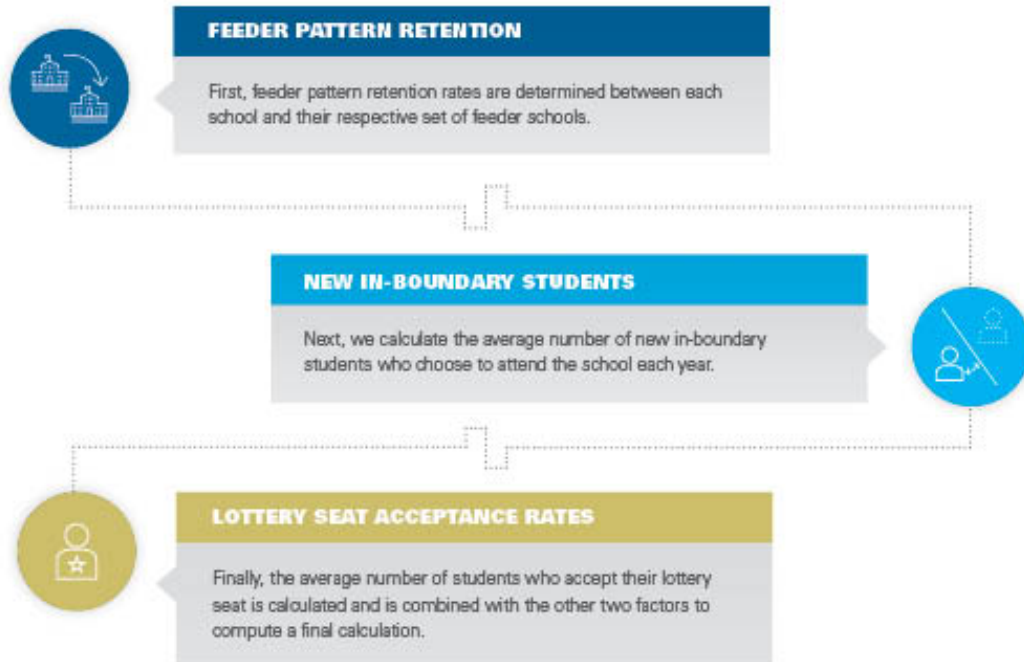 FEEDER PATTERN RETENTION
First, feeder pattern retention rates are determined between each
school and their respective set of feeder schools.
NEW IN-BOUNDARY STUDENTS
Next, we calculate the average number of new in-boundary
students who choose to attend the school each year.
LOTTERY SEAT ACCEPTANCE RATES
Finally, the average number of students who accept their lottery
seat is calculated and is combined with the other two factors to
compute a final calculation.